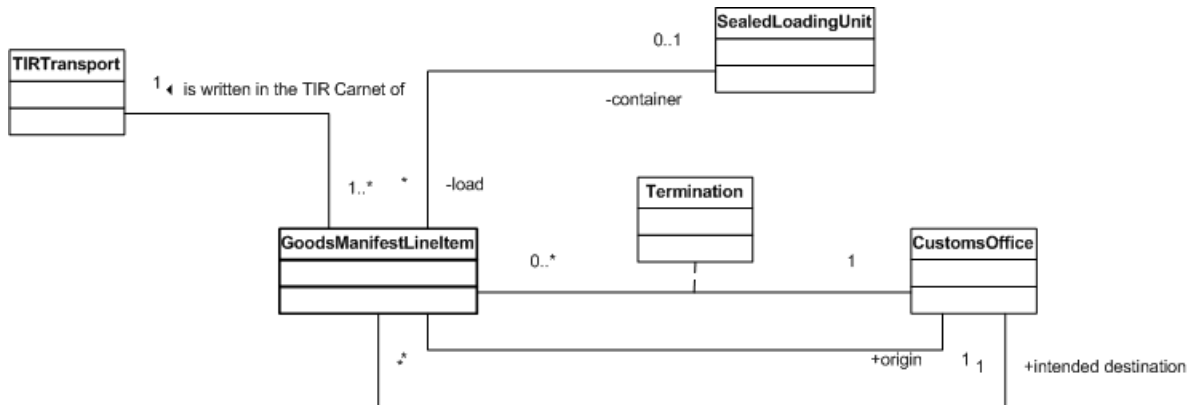 SealedLoadingUnit
0..1
TIRTransport
1 is written in the TIR Carnet of
-container
1..* * -load
Termination
GoodsManifestLineItem
CustomsOffice
0..* 1
* * +origin 1 1 +intended destination